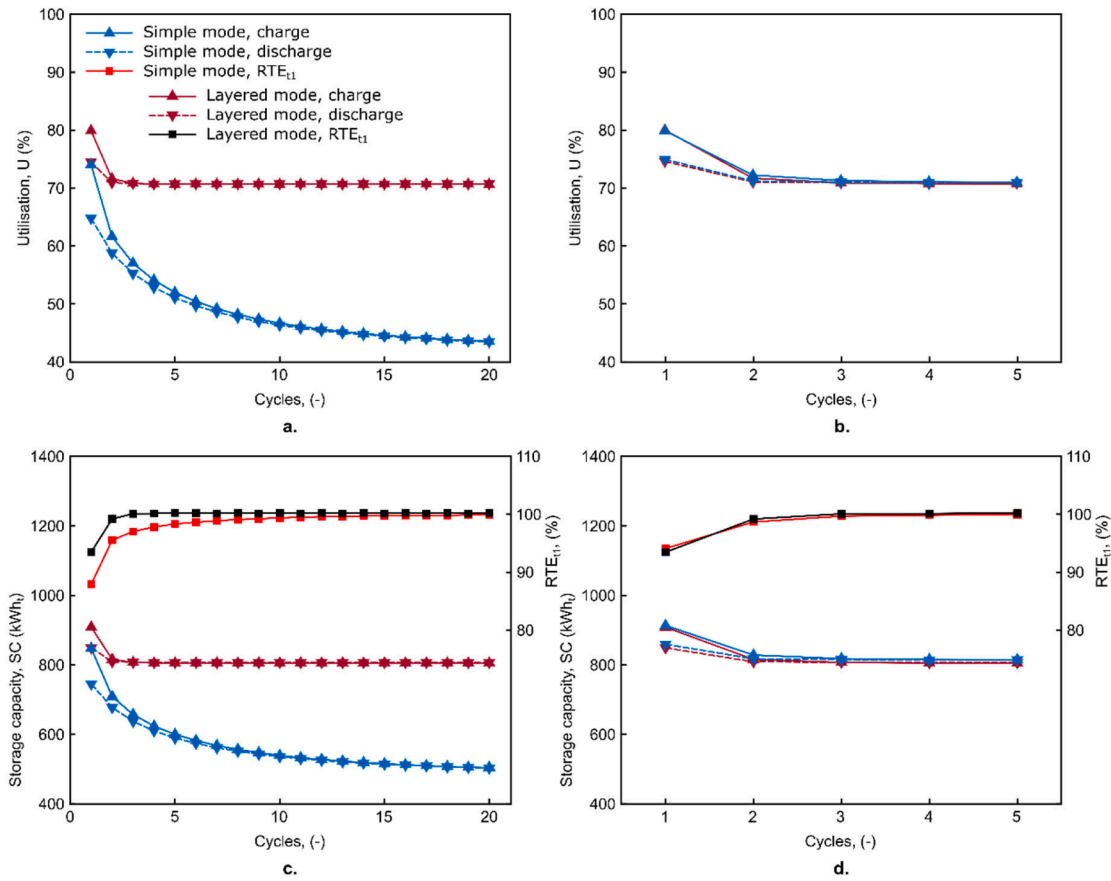 100
90
80
70
60
50
40
Utilisation, U (%)
Simple mode, charge
Simple mode, discharge
Simple mode, RTEt1
Layered mode, charge
Layered mode, discharge
Layered mode, RTEt1
0 5 10 15 20
Cycles, (-)
a.
100
90
80
70
60
50
40
Utilisation, U (%)
1 2 3 4 5
Cycles, (-)
b.
1400
1200
1000
800
600
400
Storage capacity, SC (kWht)
110
100
90
80
RTEt1, (%)
0 5 10 15 20
Cycles, (-)
c.
1400
1200
1000
800
600
400
Storage capacity, SC (kWht)
110
100
90
80
RTEt1, (%)
1 2 3 4 5
Cycles, (-)
d.